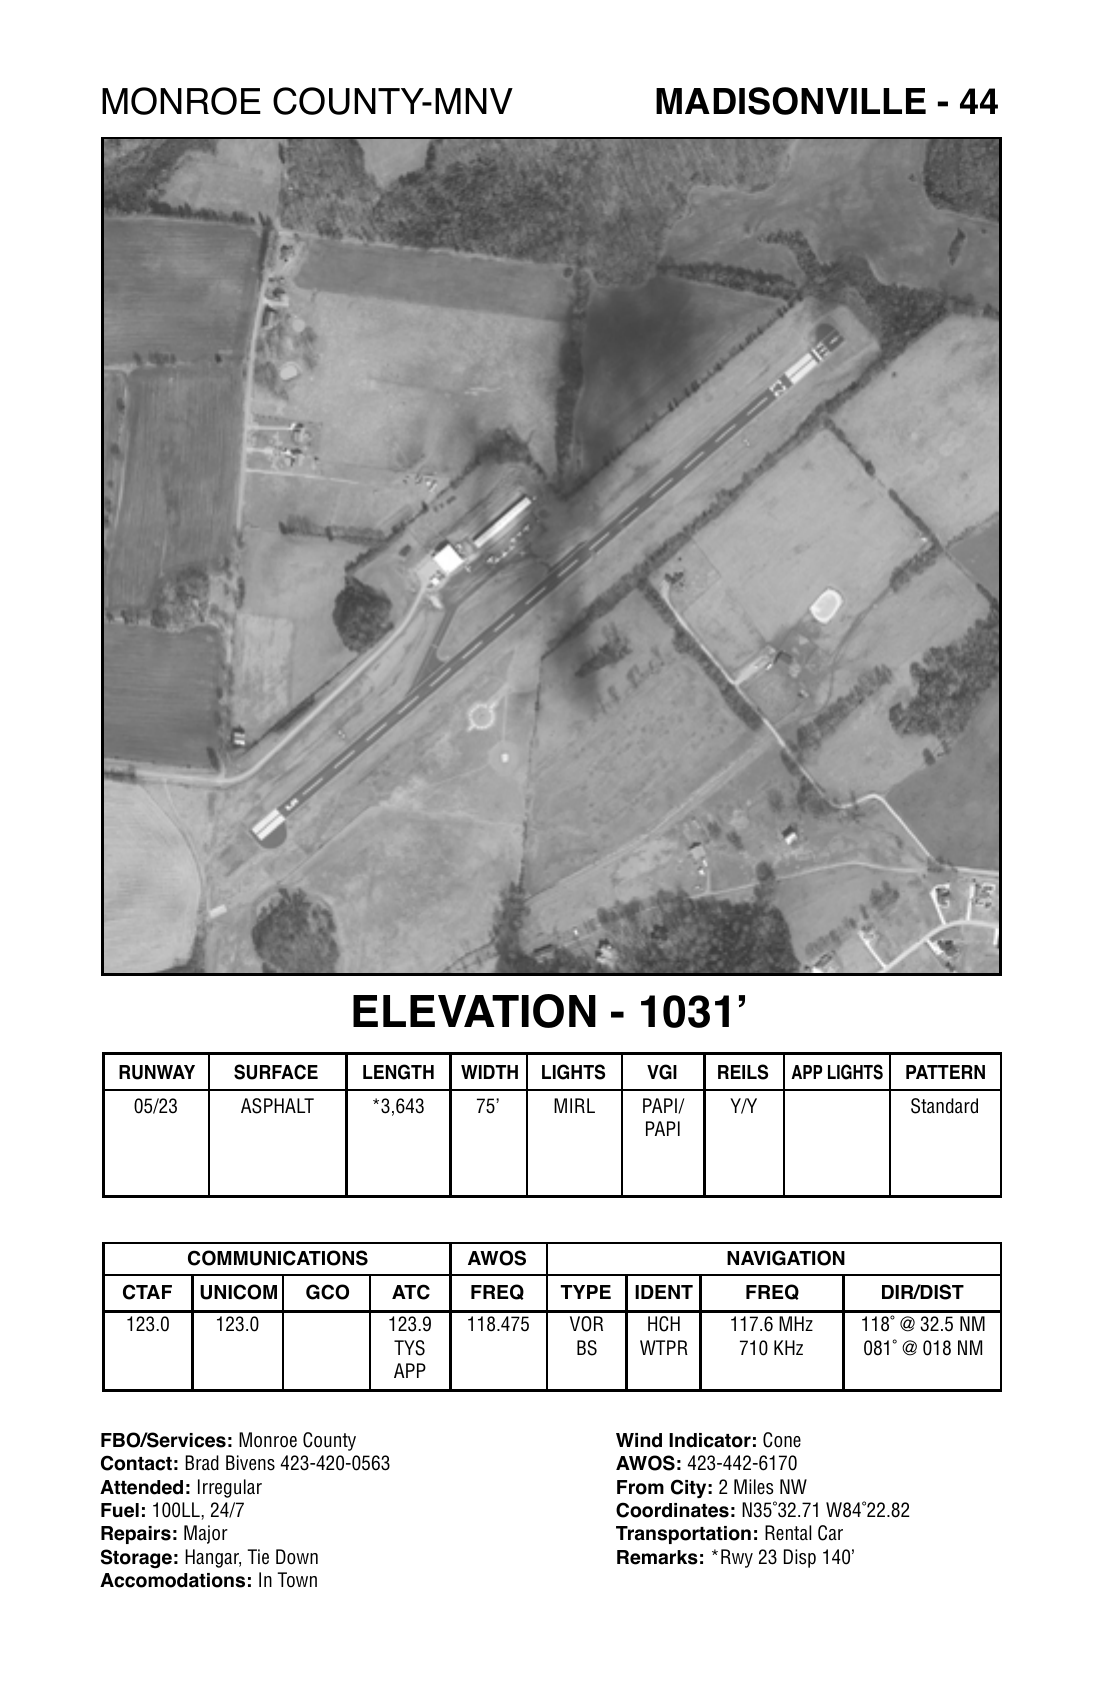 MONROE COUNTY-MNV
MADISONVILLE - 44
ELEVATION - 1031’
RUNWAY SURFACE LENGTH WIDTH LIGHTS VGI REILS APP LIGHTS PATTERN
05/23 ASPHALT *3,643 75’ MIRL PAPI/ Y/Y Standard
PAPI
COMMUNICATIONS AWOS NAVIGATION
CTAF UNICOM GCO ATC FREQ TYPE IDENT FREQ DIR/DIST
123.0 123.0 123.9 118.475 VOR HCH 117.6 MHz 118˚ @ 32.5 NM
TYS BS WTPR 710 KHz 081˚ @ 018 NM
APP
FBO/Services: Monroe County
Contact: Brad Bivens 423-420-0563
Attended: Irregular
Fuel: 100LL, 24/7
Repairs: Major
Storage: Hangar, Tie Down
Accomodations: In Town
Wind Indicator: Cone
AWOS: 423-442-6170
From City: 2 Miles NW
Coordinates: N35˚32.71 W84˚22.82
Transportation: Rental Car
Remarks: *Rwy 23 Disp 140’